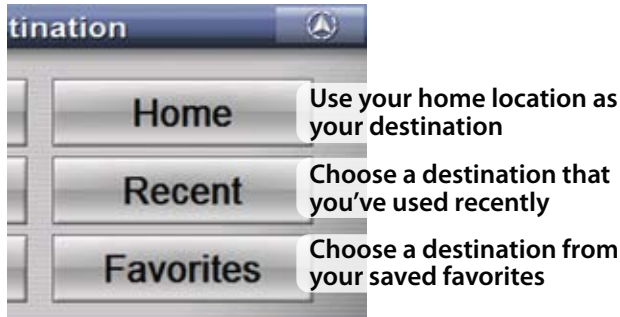 tination
Home
Use your home location as
your destination
Recent
Choose a destination that
you've used recently
Favorites
Choose a destination from
your saved favorites